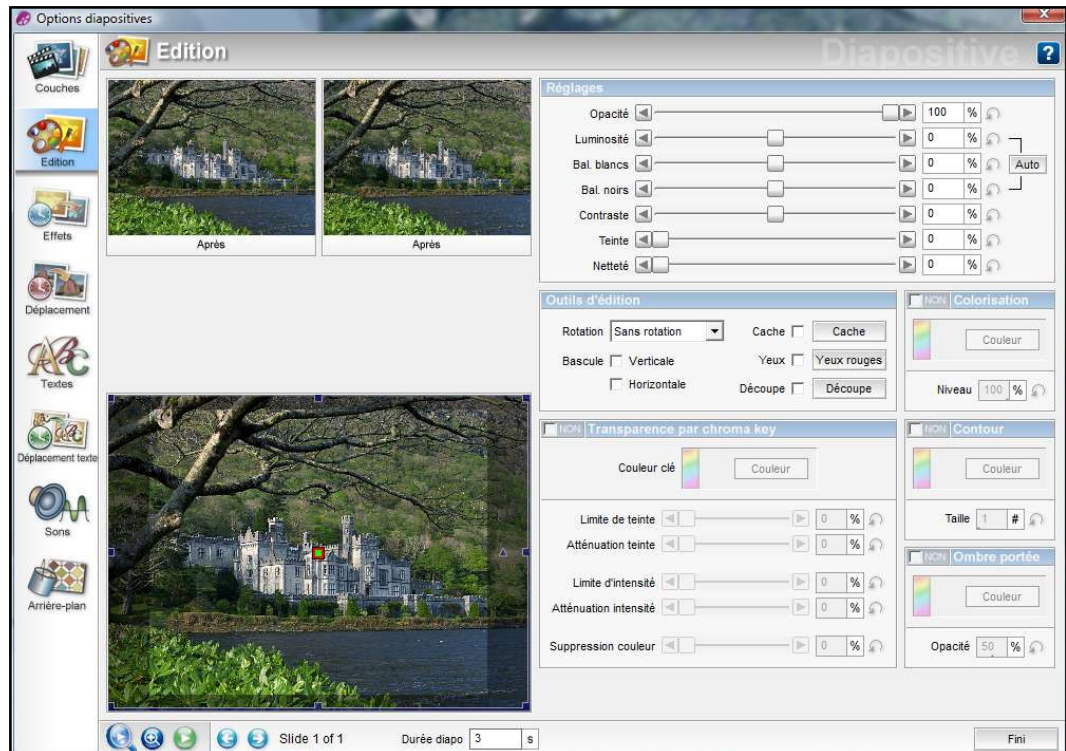 Options diapositives
Couches
Edition
Effets
Déplacement
Textes
Déplacement texte
Sons
Arrière-plan
Edition
Diapositive
?
Après
Après
Réglages
Opacité 100 %
Luminosité 0 %
Bal. blancs 0 % Auto
Bal. noirs 0 %
Contraste 0 %
Teinte 0 %
Netteté 0 %
Outils d'édition
Rotation Sans rotation Cache Cache
Bascule Verticale Yeux Yeux rouges
Horizontale Découpe Découpe
NON Colorisation
Couleur
Niveau 100 %
NON Transparence par chroma key
Couleur clé Couleur
Limite de teinte 0 %
Atténuation teinte 0 %
Limite d'intensité 0 %
Atténuation intensité 0 %
Suppression couleur 0 %
NON Contour
Couleur
Taille 1 #
NON Ombre portée
Couleur
Opacité 50 %
Slide 1 of 1 Durée diapo 3 s
Fini